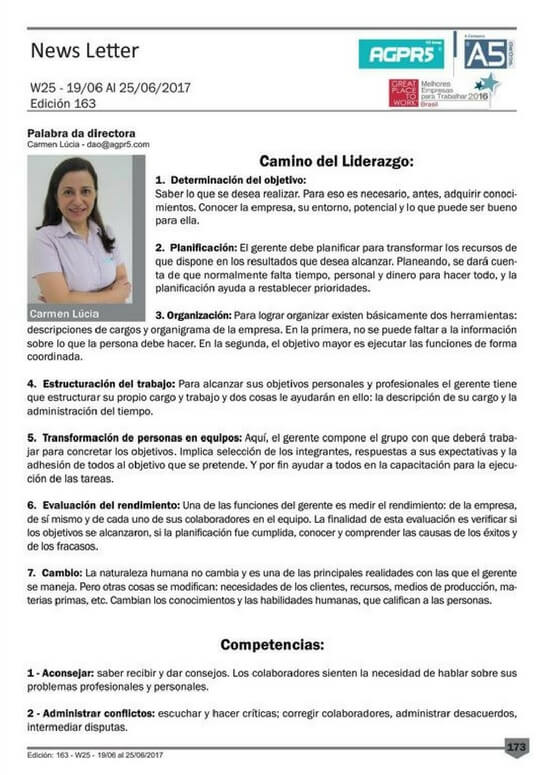 News Letter
AGPR5
A5
W25 - 19/06 Al 25/06/2017
Edición 163
GREAT
PLACE
TO
WORK
Melhores
Empresas
para Trabalhar 2016
Brasil
Palabra da directora
Carmen Lúcia - dao@agpr5.com
Carmen Lúcia
Camino del Liderazgo:
1. Determinación del objetivo:
Saber lo que se desea realizar. Para eso es necesario, antes, adquirir conoci-
mientos. Conocer la empresa, su entorno, potencial y lo que puede ser bueno
para ella.
2. Planificación: El gerente debe planificar para transformar los recursos de
que dispone en los resultados que desea alcanzar. Planeando, se dará cuen-
ta de que normalmente falta tiempo, personal y dinero para hacer todo, y la
planificación ayuda a restablecer prioridades.
3. Organización: Para lograr organizar existen básicamente dos herramientas:
descripciones de cargos y organigrama de la empresa. En la primera, no se puede faltar a la información
sobre lo que la persona debe hacer. En la segunda, el objetivo mayor es ejecutar las funciones de forma
coordinada.
4. Estructuración del trabajo: Para alcanzar sus objetivos personales y profesionales el gerente tiene
que estructurar su propio cargo y trabajo y dos cosas le ayudarán en ello: la descripción de su cargo y la
administración del tiempo.
5. Transformación de personas en equipos: Aquí, el gerente compone el grupo con que deberá traba-
jar para concretar los objetivos. Implica selección de los integrantes, respuestas a sus expectativas y la
adhesión de todos al objetivo que se pretende. Y por fin ayudar a todos en la capacitación para la ejecu-
ción de las tareas.
6. Evaluación del rendimiento: Una de las funciones del gerente es medir el rendimiento: de la empresa,
de sí mismo y de cada uno de sus colaboradores en el equipo. La finalidad de esta evaluación es verificar si
los objetivos se alcanzaron, si la planificación fue cumplida, conocer y comprender las causas de los éxitos y
de los fracasos.
7. Cambio: La naturaleza humana no cambia y es una de las principales realidades con las que el gerente
se maneja. Pero otras cosas se modifican: necesidades de los clientes, recursos, medios de producción, ma-
terias primas, etc. Cambian los conocimientos y las habilidades humanas, que califican a las personas.
Competencias:
1 - Aconsejar: saber recibir y dar consejos. Los colaboradores sienten la necesidad de hablar sobre sus
problemas profesionales y personales.
2 - Administrar conflictos: escuchar y hacer críticas; corregir colaboradores, administrar desacuerdos,
intermediar disputas.
Edición: 163 - W25 - 19/06 al 25/06/2017
173